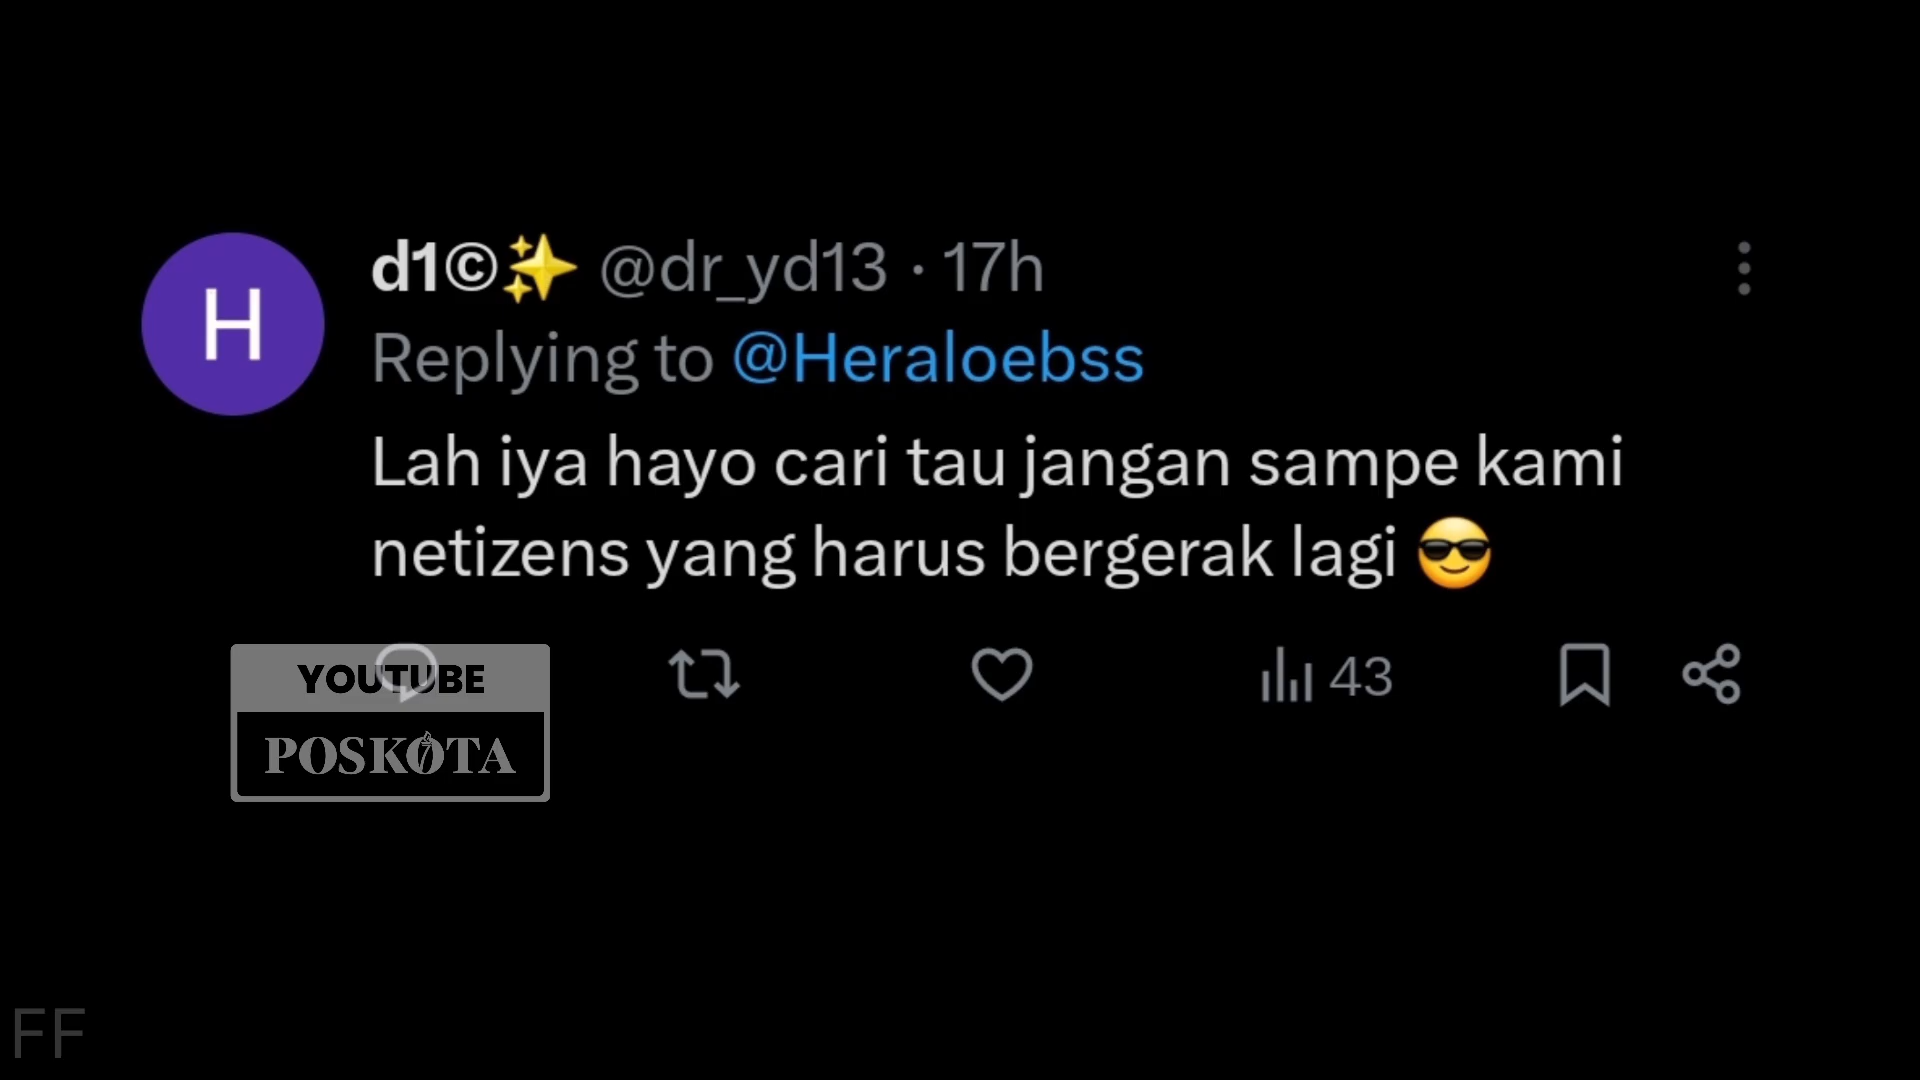 H
d1©✨ @dr_yd13 · 17h
Replying to @Heraloebss
Lah iya hayo cari tau jangan sampe kami
netizens yang harus bergerak lagi 😎
43
YOUTUBE
POSKOTA
FF